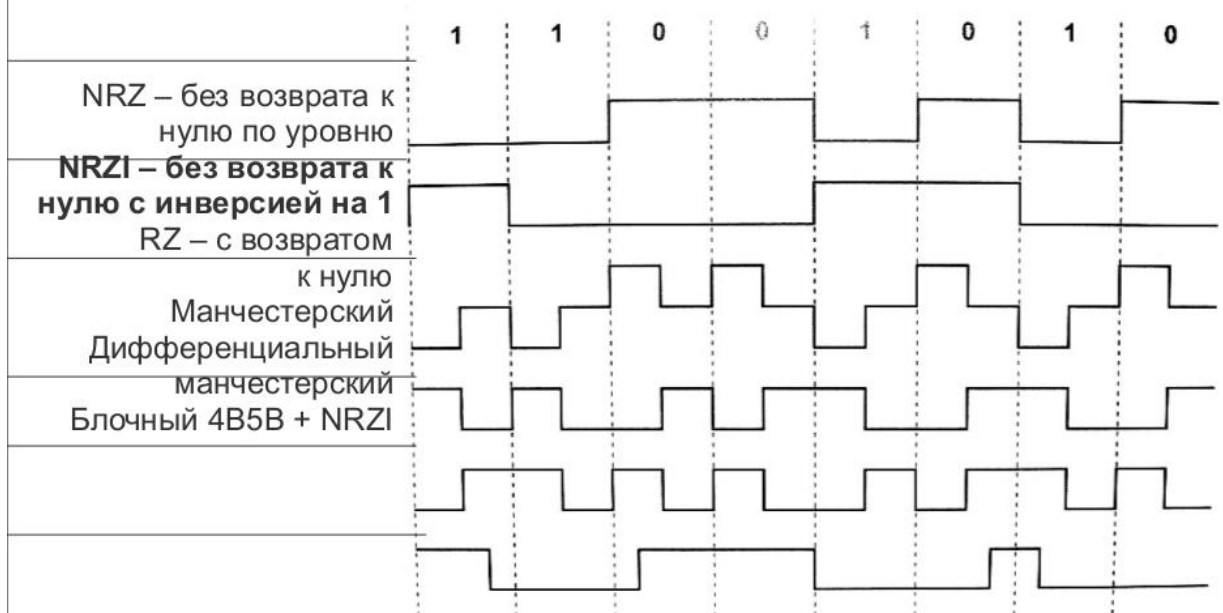 1 1 0 0 1 0 1 0
NRZ – без возврата к
нулю по уровню
NRZI – без возврата к
нулю с инверсией на 1
RZ – с возвратом
к нулю
Манчестерский
Дифференциальный
манчестерский
Блочный 4B5B + NRZI